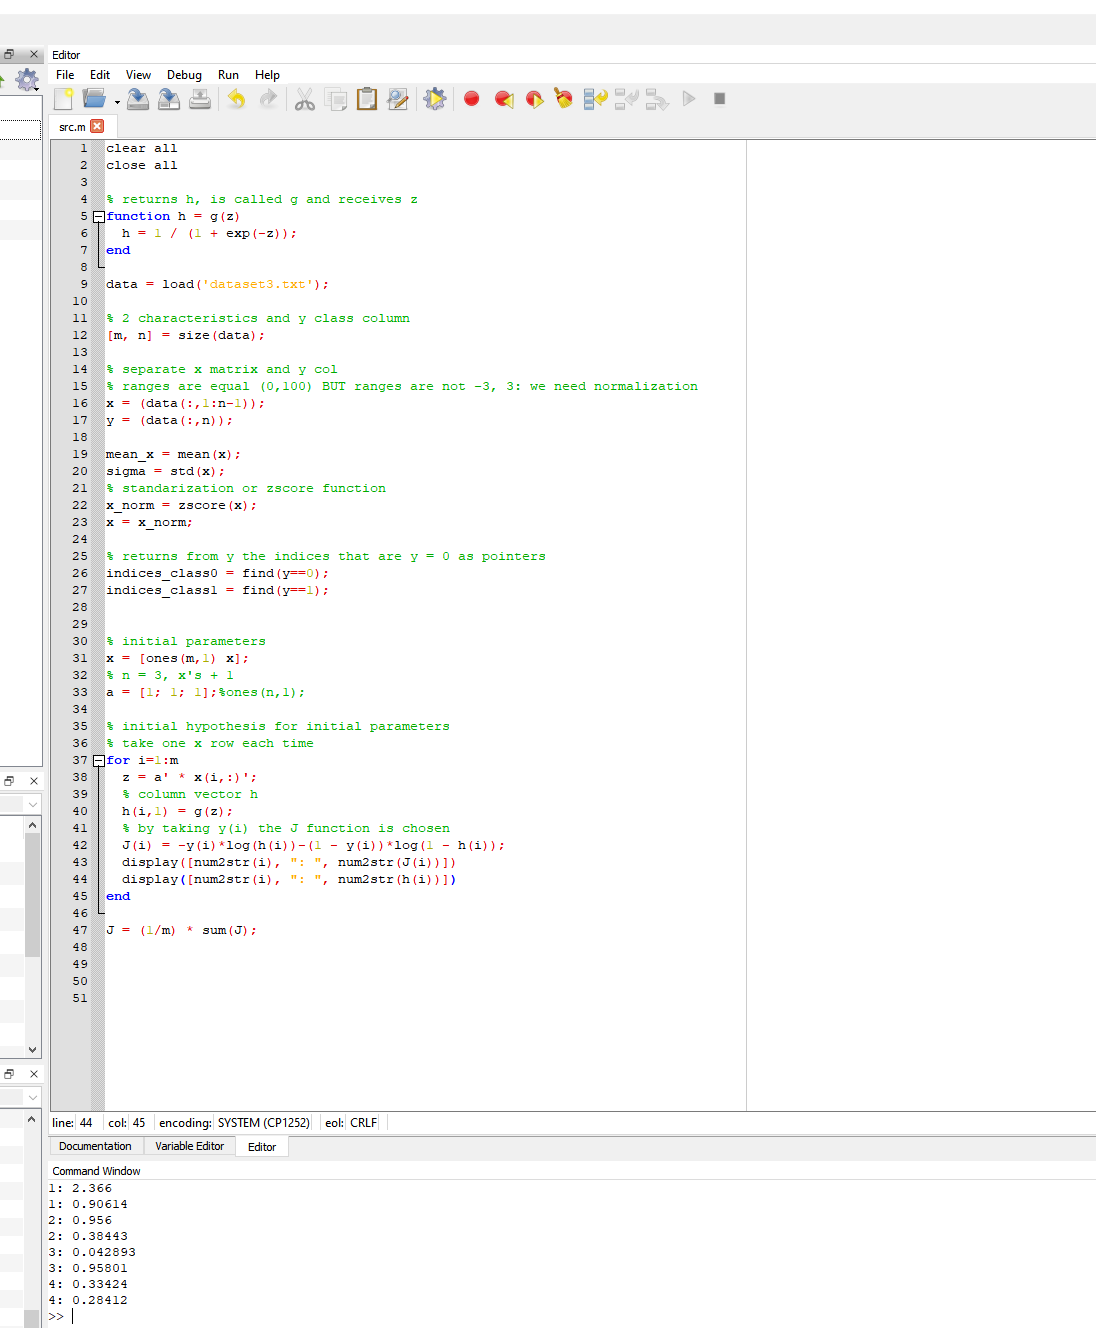 Editor
File Edit View Debug Run Help
src.m
1 clear all
2 close all
3
4 % returns h, is called g and receives z
5 function h = g(z)
6 h = 1 / (1 + exp(-z));
7 end
8
9 data = load('dataset3.txt');
10
11 % 2 characteristics and y class column
12 [m, n] = size(data);
13
14 % separate x matrix and y col
15 % ranges are equal (0,100) BUT ranges are not -3, 3: we need normalization
16 x = (data(:,1:n-1));
17 y = (data(:,n));
18
19 mean_x = mean(x);
20 sigma = std(x);
21 % standarization or zscore function
22 x_norm = zscore(x);
23 x = x_norm;
24
25 % returns from y the indices that are y = 0 as pointers
26 indices_class0 = find(y==0);
27 indices_class1 = find(y==1);
28
29
30 % initial parameters
31 x = [ones(m,1) x];
32 % n = 3, x's + 1
33 a = [1; 1; 1];%ones(n,1);
34
35 % initial hypothesis for initial parameters
36 % take one x row each time
37 for i=1:m
38 z = a' * x(i,:)';
39 % column vector h
40 h(i,1) = g(z);
41 % by taking y(i) the J function is chosen
42 J(i) = -y(i)*log(h(i))-(1 - y(i))*log(1 - h(i));
43 display([num2str(i), ": ", num2str(J(i))])
44 display([num2str(i), ": ", num2str(h(i))])
45 end
46
47 J = (1/m) * sum(J);
48
49
50
51
line: 44 col: 45 encoding: SYSTEM (CP1252) eol: CRLF
Documentation Variable Editor Editor
Command Window
1: 2.366
1: 0.90614
2: 0.956
2: 0.38443
3: 0.042893
3: 0.95801
4: 0.33424
4: 0.28412
>>